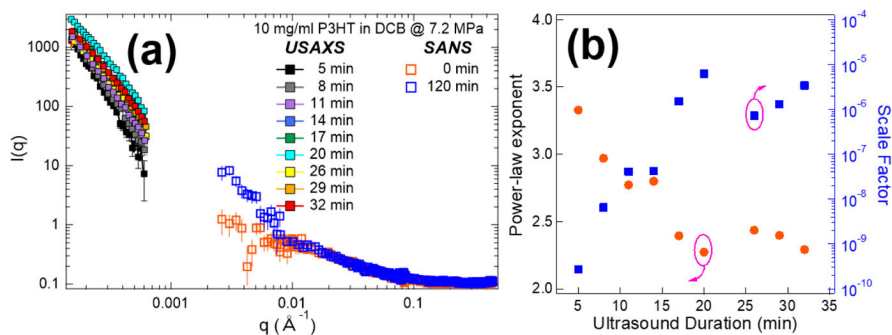 (a)
10 mg/ml P3HT in DCB @ 7.2 MPa
USAXS
5 min
8 min
11 min
14 min
17 min
20 min
26 min
29 min
32 min
SANS
0 min
120 min
I(q)
1000
100
10
1
0.1
0.001
0.01
0.1
q (Å⁻¹)
(b)
Power-law exponent
4.0
3.5
3.0
2.5
2.0
5
10
15
20
25
30
35
Ultrasound Duration (min)
10⁻⁴
10⁻⁵
10⁻⁶
10⁻⁷
10⁻⁸
10⁻⁹
10⁻¹⁰
Scale Factor